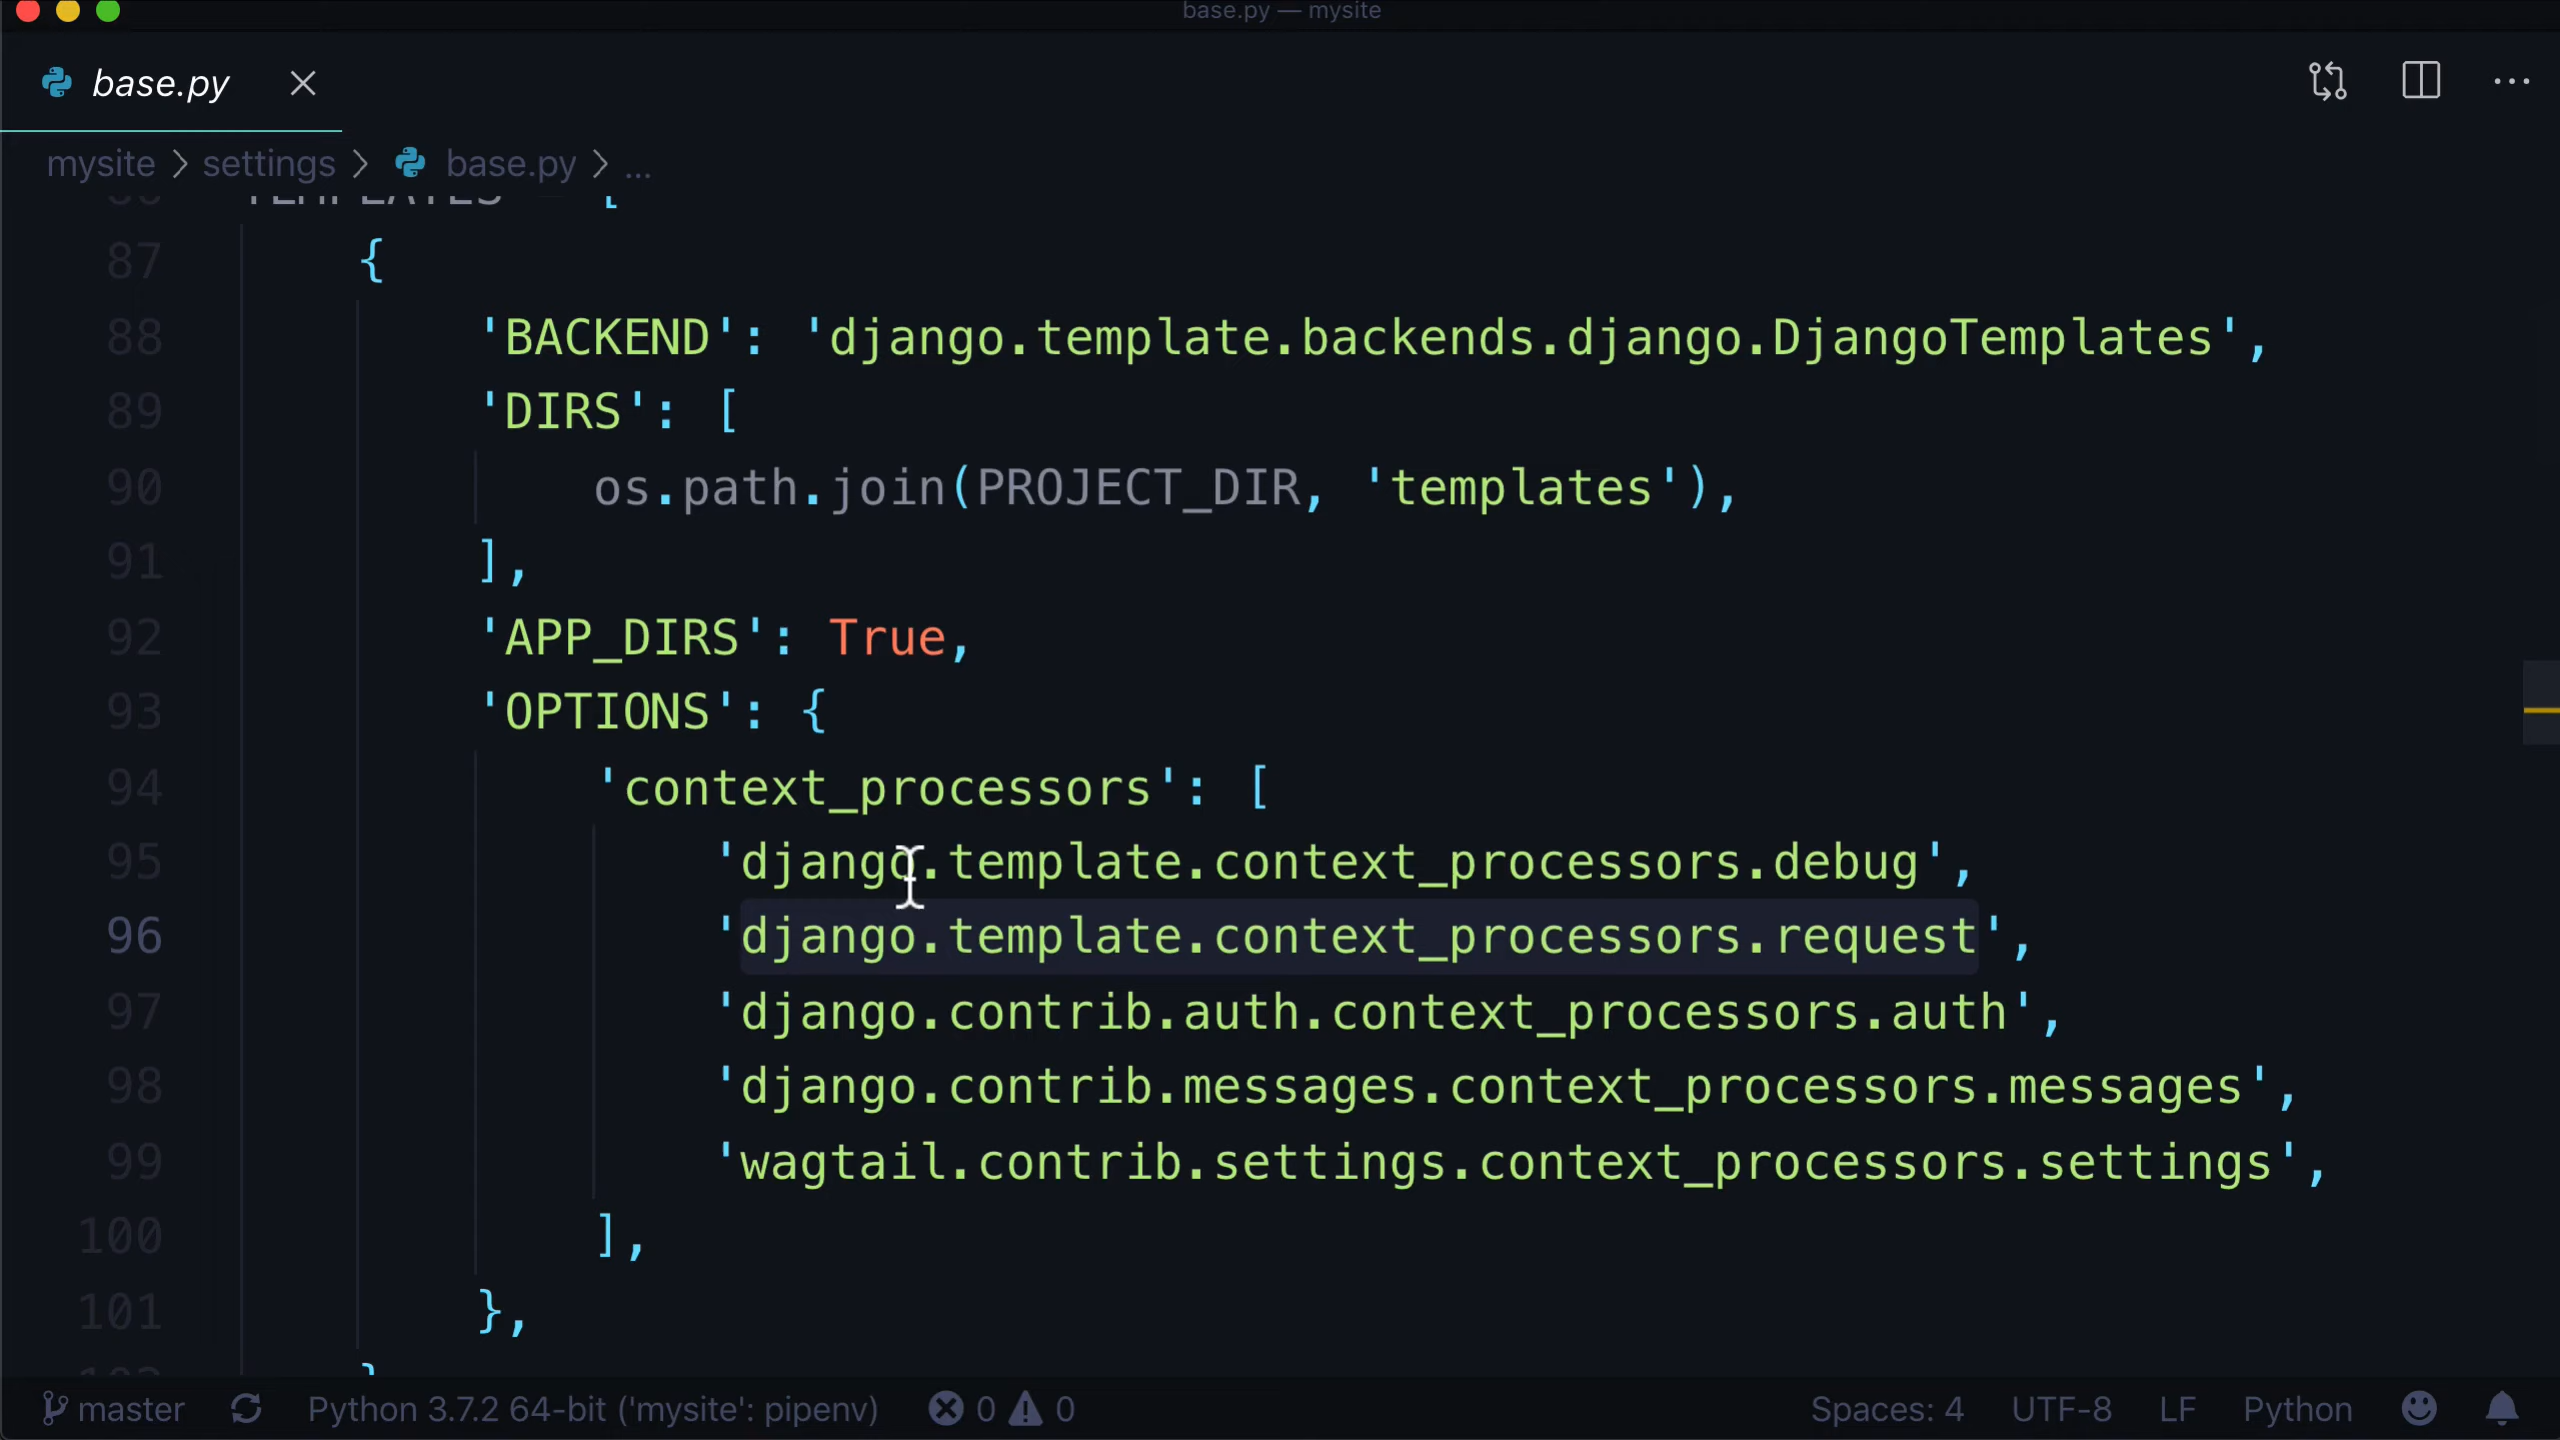 base.py — mysite
base.py
mysite > settings > base.py > ...
86 TEMPLATES = [
87 {
88 'BACKEND': 'django.template.backends.django.DjangoTemplates',
89 'DIRS': [
90 os.path.join(PROJECT_DIR, 'templates'),
91 ],
92 'APP_DIRS': True,
93 'OPTIONS': {
94 'context_processors': [
95 'django.template.context_processors.debug',
96 'django.template.context_processors.request',
97 'django.contrib.auth.context_processors.auth',
98 'django.contrib.messages.context_processors.messages',
99 'wagtail.contrib.settings.context_processors.settings',
100 ],
101 },
102 }
master Python 3.7.2 64-bit ('mysite': pipenv) 0 0 Spaces: 4 UTF-8 LF Python